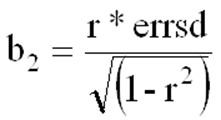 b₂ = r * errsd / √(1 - r²)